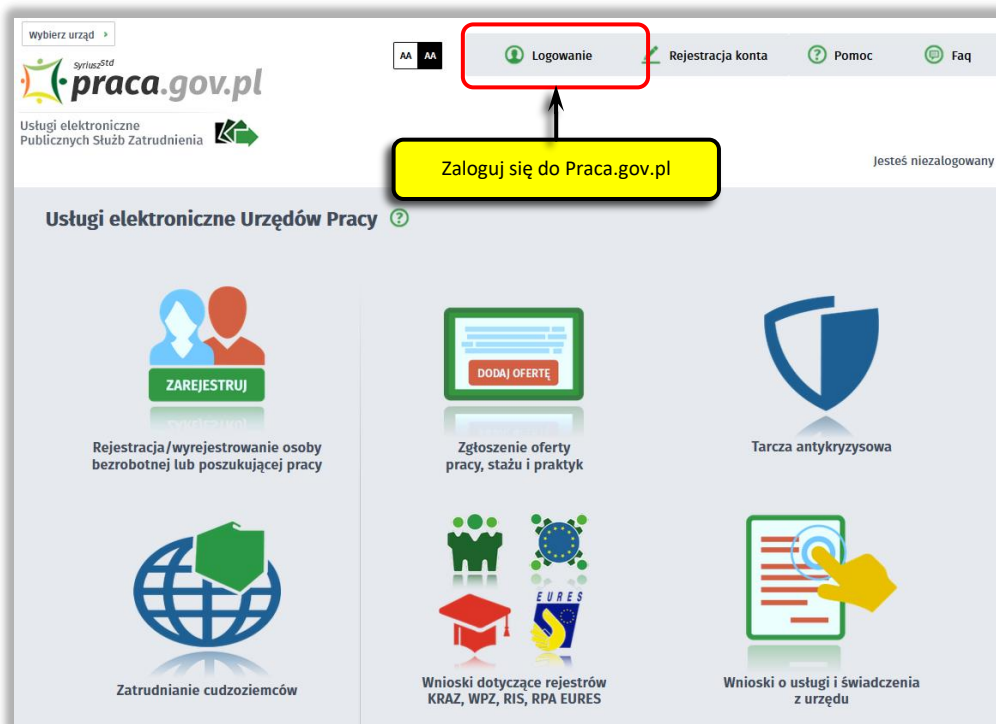 Wybierz urząd
AA AA
Logowanie
Rejestracja konta
Pomoc
Faq
Syriusz Std
praca.gov.pl
Usługi elektroniczne
Publicznych Służb Zatrudnienia
Zaloguj się do Praca.gov.pl
Jesteś niezalogowany
Usługi elektroniczne Urzędów Pracy
ZAREJESTRUJ
Rejestracja/wyrejestrowanie osoby
bezrobotnej lub poszukującej pracy
DODAJ OFERTĘ
Zgłoszenie oferty
pracy, stażu i praktyk
Tarcza antykryzysowa
Zatrudnianie cudzoziemców
EURES
Wnioski dotyczące rejestrów
KRAZ, WPZ, RIS, RPA EURES
Wnioski o usługi i świadczenia
z urzędu